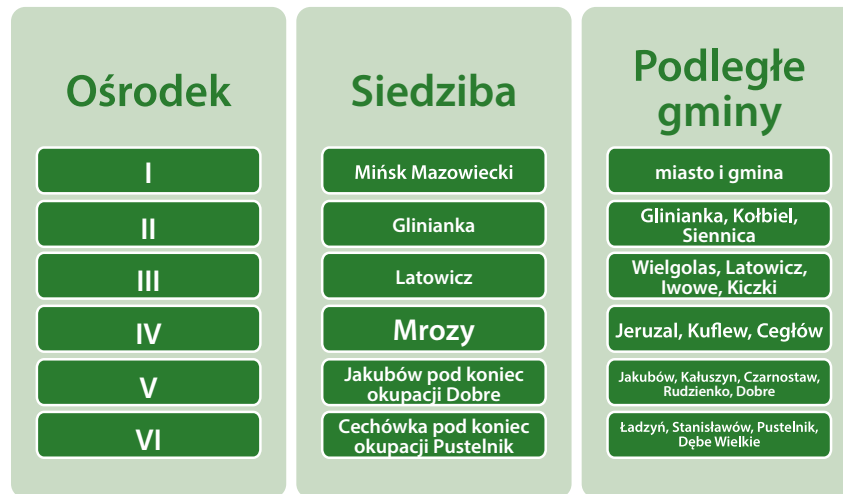 Ośrodek
Siedziba
Podległe
gminy
I
Mińsk Mazowiecki
miasto i gmina
II
Glinianka
Glinianka, Kołbiel,
Siennica
III
Latowicz
Wielgolas, Latowicz,
Iwowe, Kiczki
IV
Mrozy
Jeruzal, Kuflew, Cegłów
V
Jakubów pod koniec
okupacji Dobre
Jakubów, Kałuszyn, Czarnostaw,
Rudzienko, Dobre
VI
Cechówka pod koniec
okupacji Pustelnik
Ładzyń, Stanisławów, Pustelnik,
Dębe Wielkie